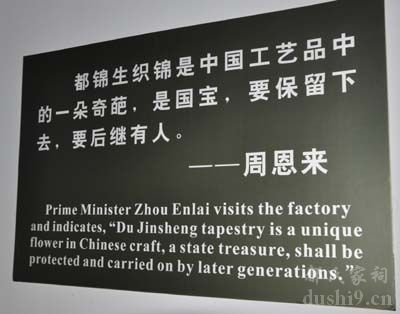 都锦生织锦是中国工艺品中
的一朵奇葩，是国宝，要保留下
去，要后继有人。
——周恩来
Prime Minister Zhou Enlai visits the factory
and indicates, “Du Jinsheng tapestry is a unique
flower in Chinese craft, a state treasure, shall be
protected and carried on by later generations.”
dushi9.cn